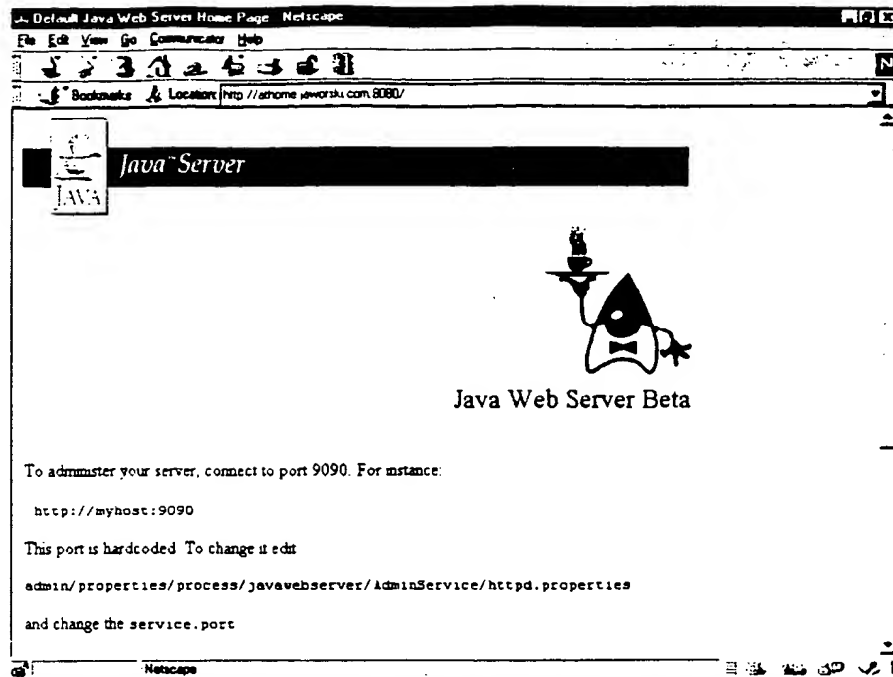 Default Java Web Server Home Page Netscape
File Edit View Go Communicator Help
Bookmarks Location: http://athome.jaworski.com:8080/
N
Java™ Server
JAVA
Java Web Server Beta
To administer your server, connect to port 9090. For instance:
http://myhost:9090
This port is hardcoded To change it edit
admin/properties/process/javawebserver/AdminService/httpd.properties
and change the service.port
Netscape